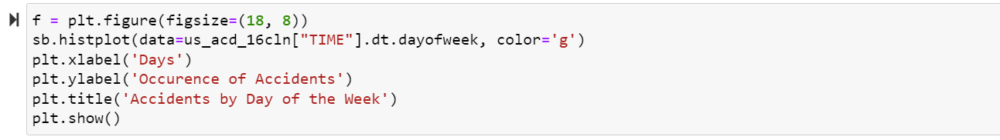 f = plt.figure(figsize=(18, 8))
sb.histplot(data=us_acd_16cln["TIME"].dt.dayofweek, color='g')
plt.xlabel('Days')
plt.ylabel('Occurence of Accidents')
plt.title('Accidents by Day of the Week')
plt.show()